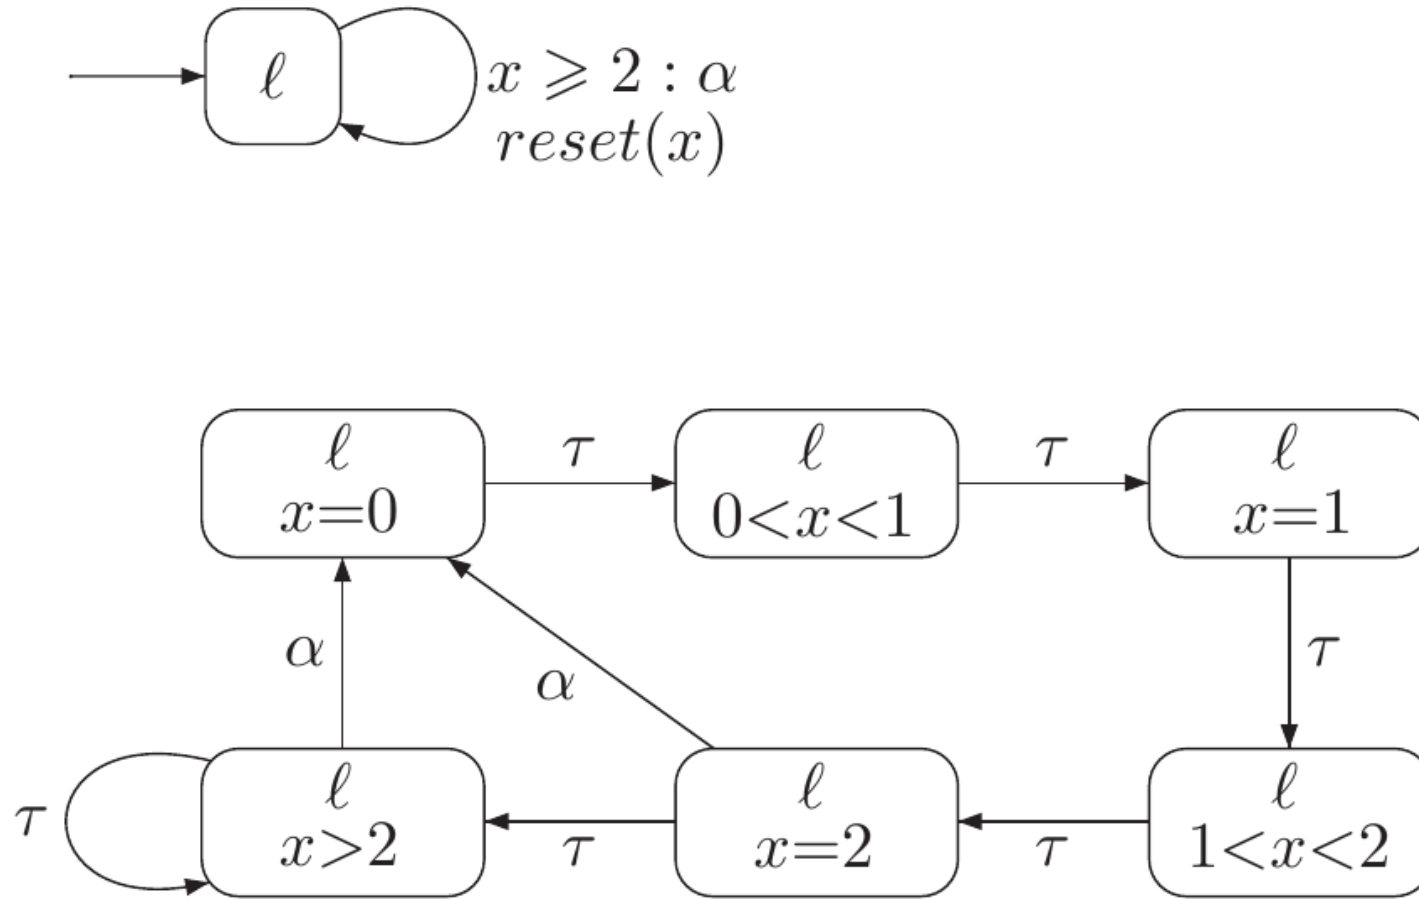 ℓ
x ⩾ 2 : α
reset(x)
ℓ
x=0
τ
ℓ
0<x<1
τ
ℓ
x=1
α
α
τ
τ
ℓ
x>2
τ
ℓ
x=2
τ
ℓ
1<x<2